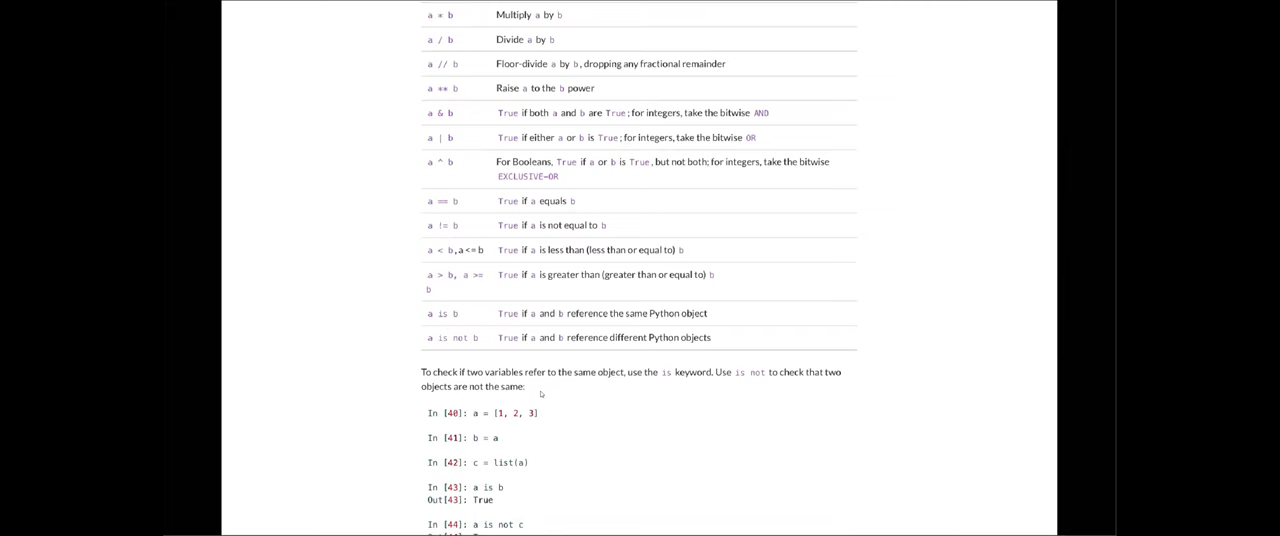 a * b Multiply a by b
a / b Divide a by b
a // b Floor-divide a by b, dropping any fractional remainder
a ** b Raise a to the b power
a & b True if both a and b are True; for integers, take the bitwise AND
a | b True if either a or b is True; for integers, take the bitwise OR
a ^ b For Booleans, True if a or b is True, but not both; for integers, take the bitwise
EXCLUSIVE-OR
a == b True if a equals b
a != b True if a is not equal to b
a < b, a <= b True if a is less than (less than or equal to) b
a > b, a >= True if a is greater than (greater than or equal to) b
b
a is b True if a and b reference the same Python object
a is not b True if a and b reference different Python objects
To check if two variables refer to the same object, use the is keyword. Use is not to check that two
objects are not the same:
In [40]: a = [1, 2, 3]
In [41]: b = a
In [42]: c = list(a)
In [43]: a is b
Out[43]: True
In [44]: a is not c